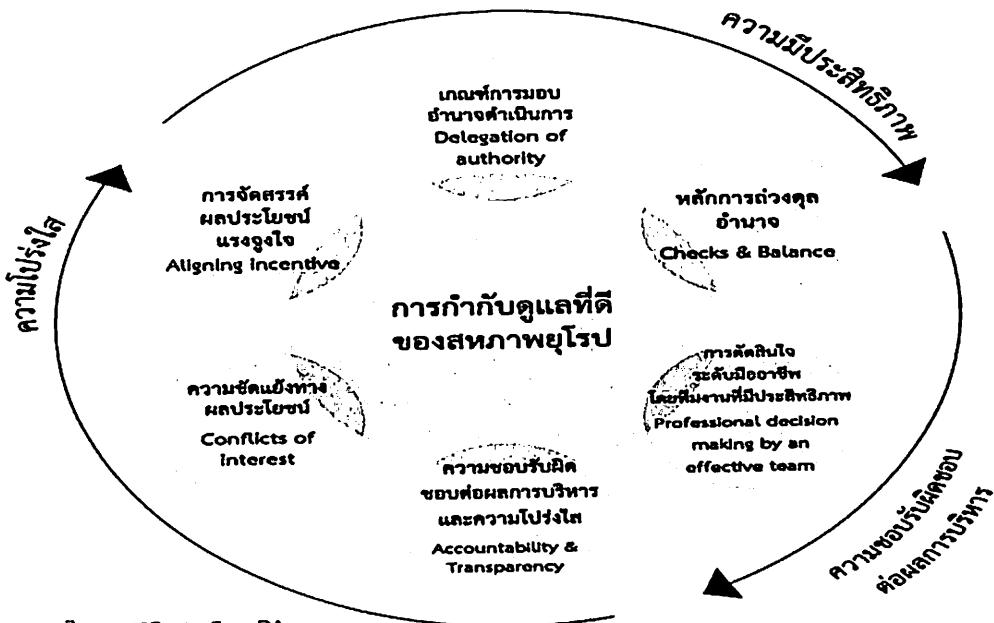 ความมีประสิทธิภาพ
เกณฑ์การมอบ
อำนาจดำเนินการ
Delegation of
authority
การจัดสรรค์
ผลประโยชน์
แรงจูงใจ
Aligning incentive
หลักการถ่วงดุล
อำนาจ
Checks & Balance
ความโปร่งใส
การกำกับดูแลที่ดี
ของสหภาพยุโรป
ความขัดแย้งทาง
ผลประโยชน์
Conflicts of
interest
การตัดสินใจ
ระดับมืออาชีพ
โดยทีมงานที่มีประสิทธิภาพ
Professional decision
making by an
effective team
ความชอบรับผิด
ชอบต่อผลการบริหาร
และความโปร่งใส
Accountability &
Transparency
ความชอบรับผิดชอบ
ต่อผลการบริหาร